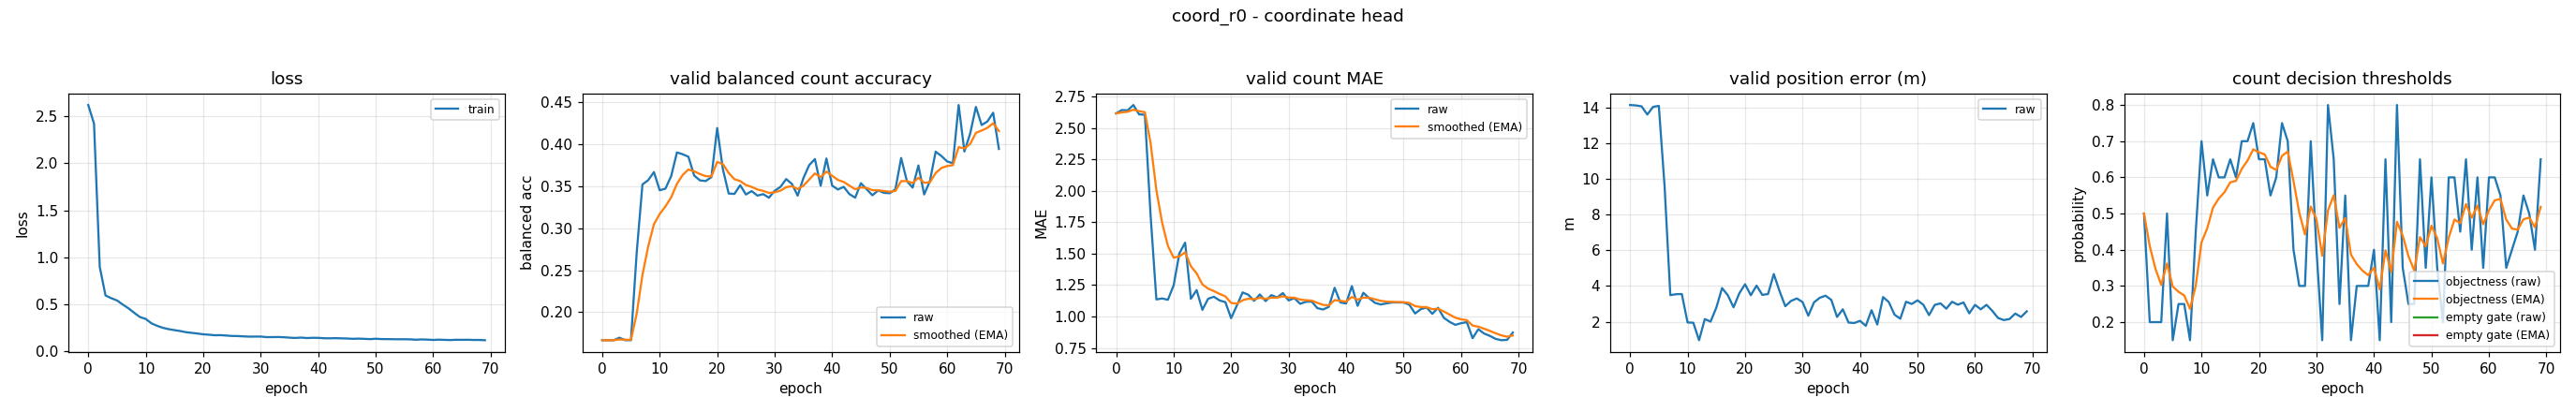 coord_r0 - coordinate head
loss
train
2.5
2.0
1.5
1.0
0.5
0.0
loss
0 10 20 30 40 50 60 70
epoch
valid balanced count accuracy
0.45
0.40
0.35
0.30
0.25
0.20
balanced acc
raw
smoothed (EMA)
0 10 20 30 40 50 60 70
epoch
valid count MAE
raw
smoothed (EMA)
2.75
2.50
2.25
2.00
1.75
1.50
1.25
1.00
0.75
MAE
0 10 20 30 40 50 60 70
epoch
valid position error (m)
raw
14
12
10
8
6
4
2
m
0 10 20 30 40 50 60 70
epoch
count decision thresholds
0.8
0.7
0.6
0.5
0.4
0.3
0.2
probability
objectness (raw)
objectness (EMA)
empty gate (raw)
empty gate (EMA)
0 10 20 30 40 50 60 70
epoch